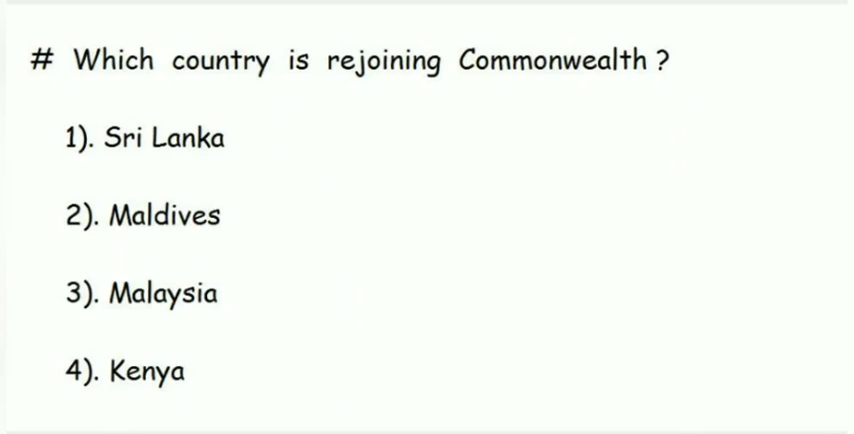 # Which country is rejoining Commonwealth ?
1). Sri Lanka
2). Maldives
3). Malaysia
4). Kenya